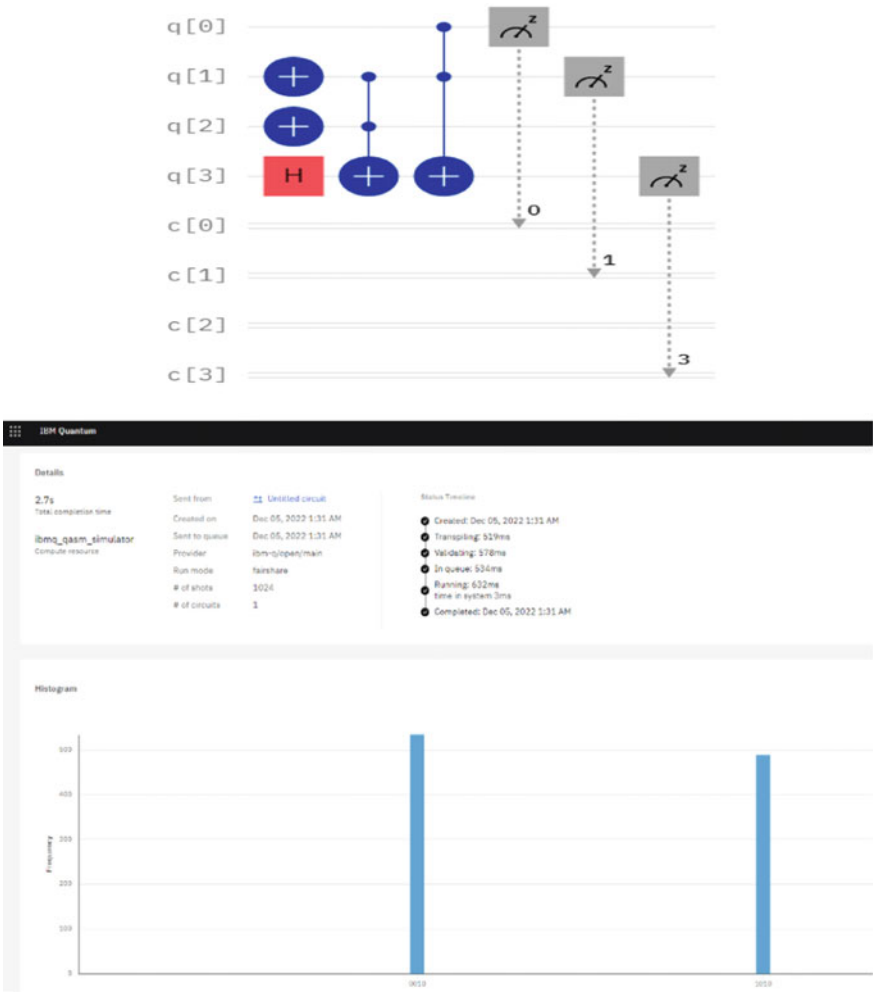 q[0]
z
q[1]
z
q[2]
q[3]
H
z
c[0]
0
c[1]
1
c[2]
c[3]
3
IBM Quantum
Details
2.7s
Total completion time
ibmq_qasm_simulator
Compute resource
Sent from Untitled circuit
Created on Dec 05, 2022 1:31 AM
Sent to queue Dec 05, 2022 1:31 AM
Provider ibm-q/open/main
Run mode fairshare
# of shots 1024
# of circuits 1
Status Timeline
Created: Dec 05, 2022 1:31 AM
Transpiling: 519ms
Validating: 578ms
In queue: 534ms
Running: 632ms
time in system 3ms
Completed: Dec 05, 2022 1:31 AM
Histogram
Frequency
500
400
300
200
100
0
0010
1010